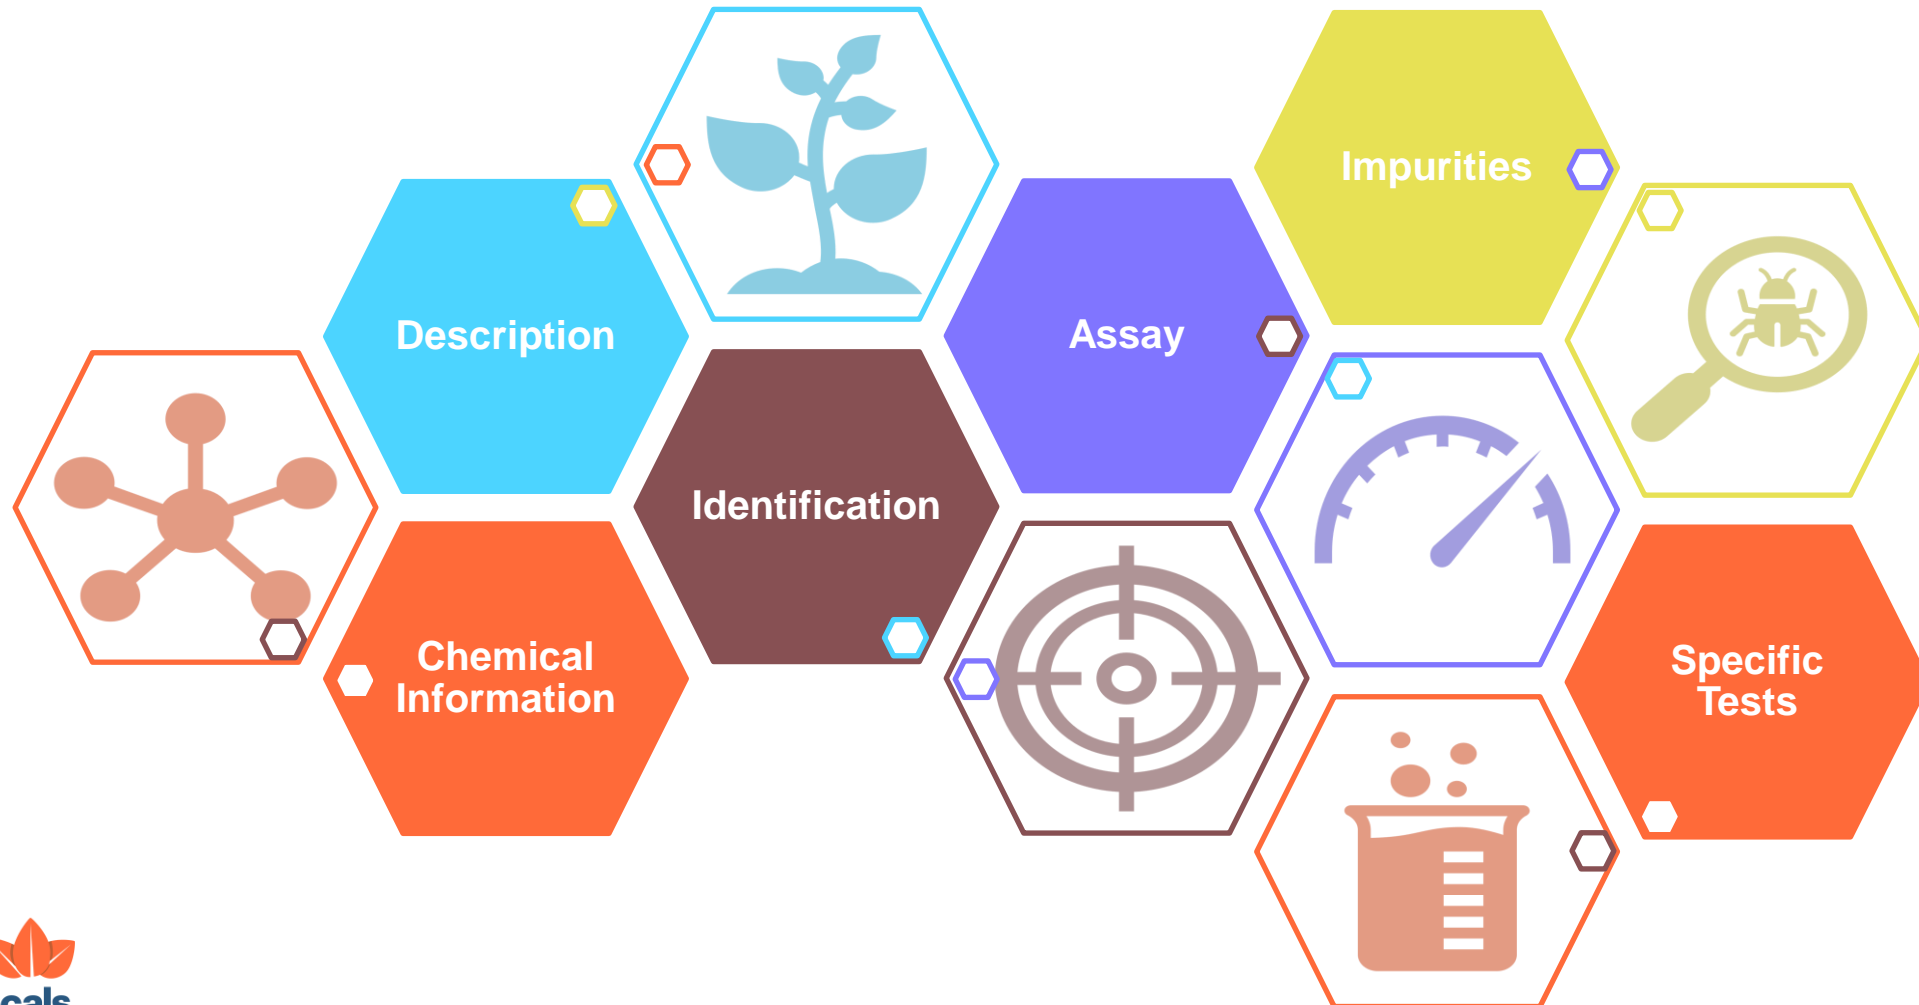 Description
Chemical
Information
Identification
Assay
Impurities
Specific
Tests